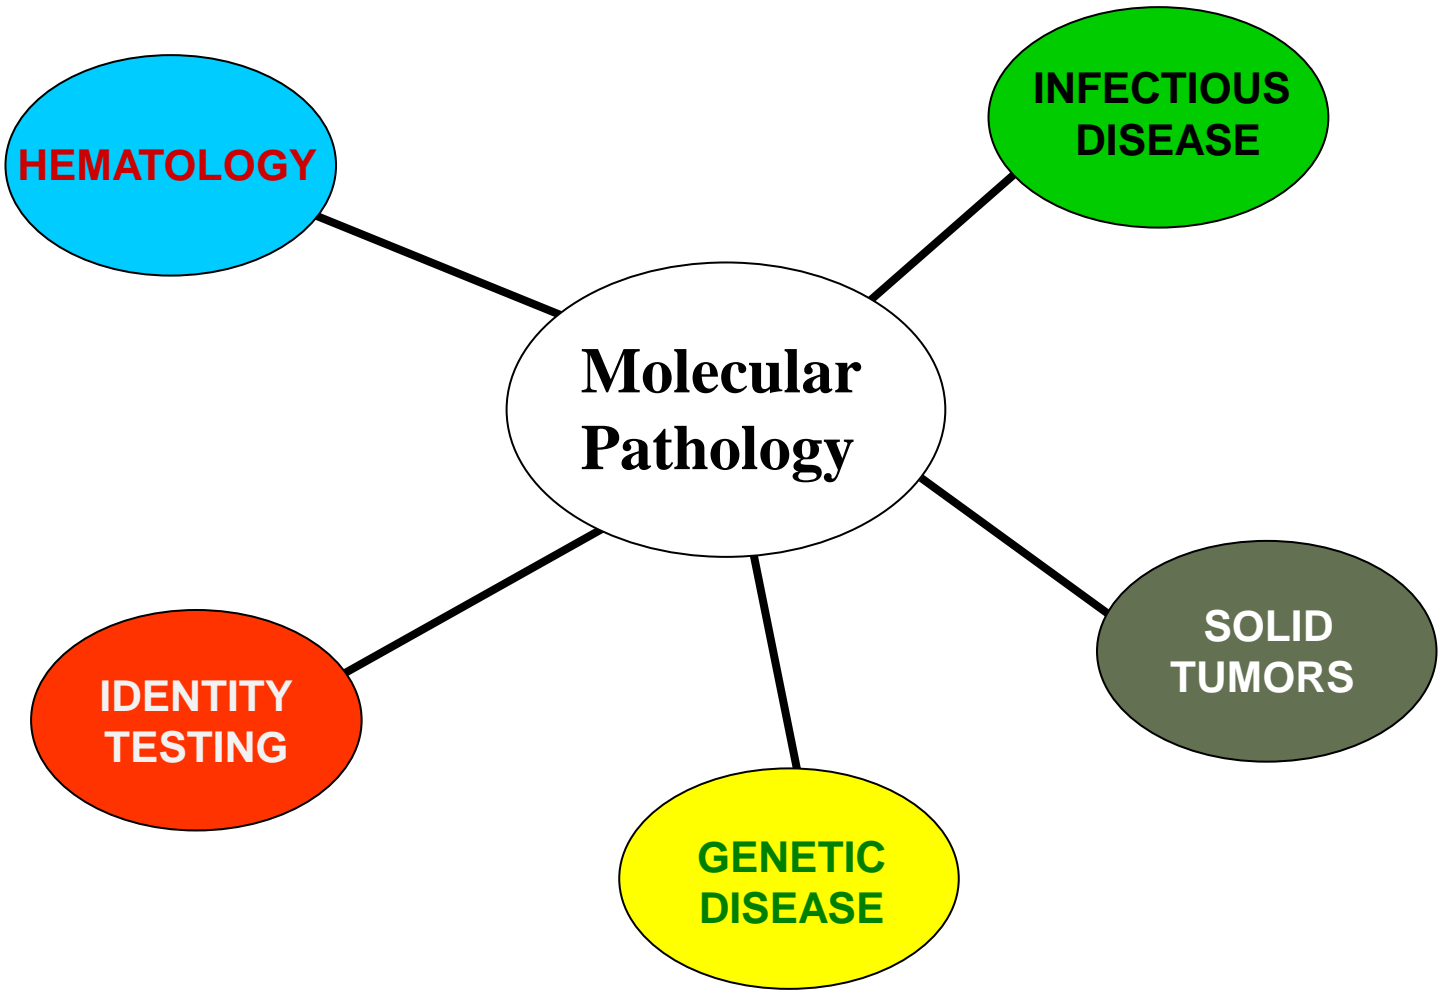 INFECTIOUS
DISEASE
HEMATOLOGY
Molecular
Pathology
SOLID
TUMORS
IDENTITY
TESTING
GENETIC
DISEASE